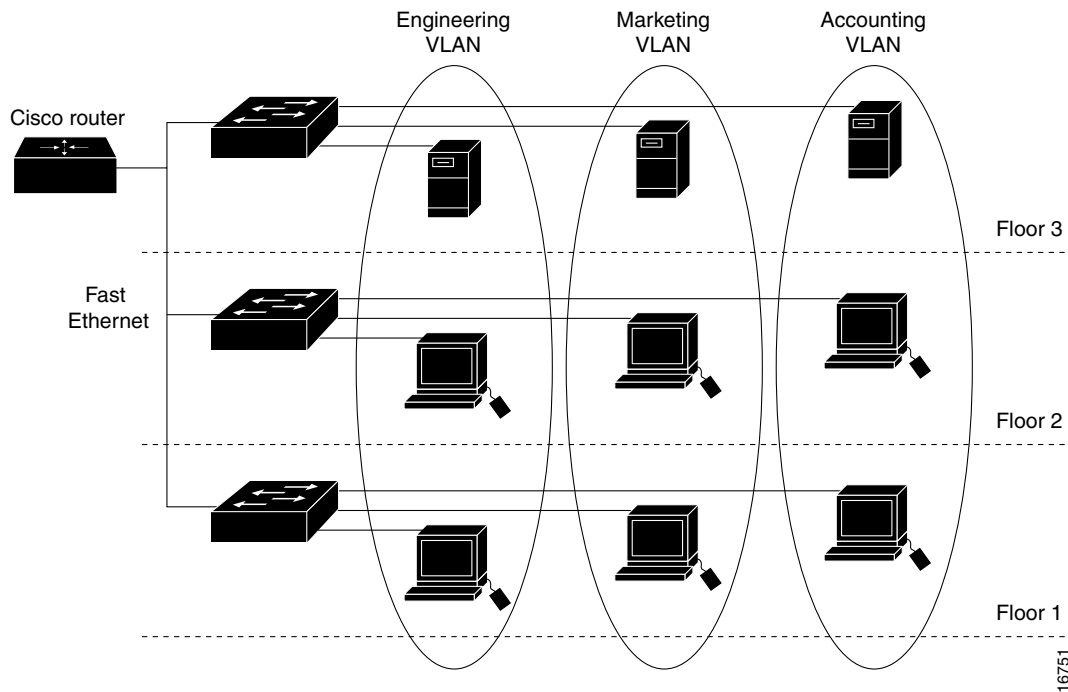 Engineering
VLAN
Marketing
VLAN
Accounting
VLAN
Cisco router
Floor 3
Fast
Ethernet
Floor 2
Floor 1
16751